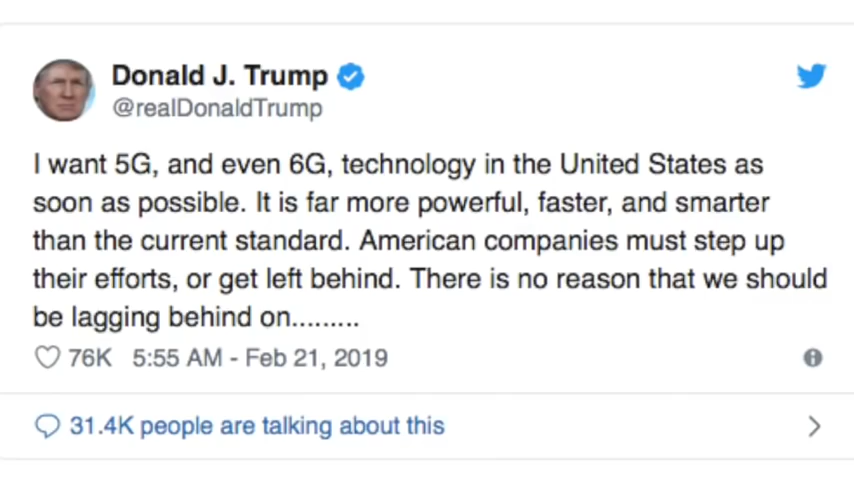 Donald J. Trump
@realDonaldTrump
I want 5G, and even 6G, technology in the United States as
soon as possible. It is far more powerful, faster, and smarter
than the current standard. American companies must step up
their efforts, or get left behind. There is no reason that we should
be lagging behind on.........
76K 5:55 AM - Feb 21, 2019
31.4K people are talking about this